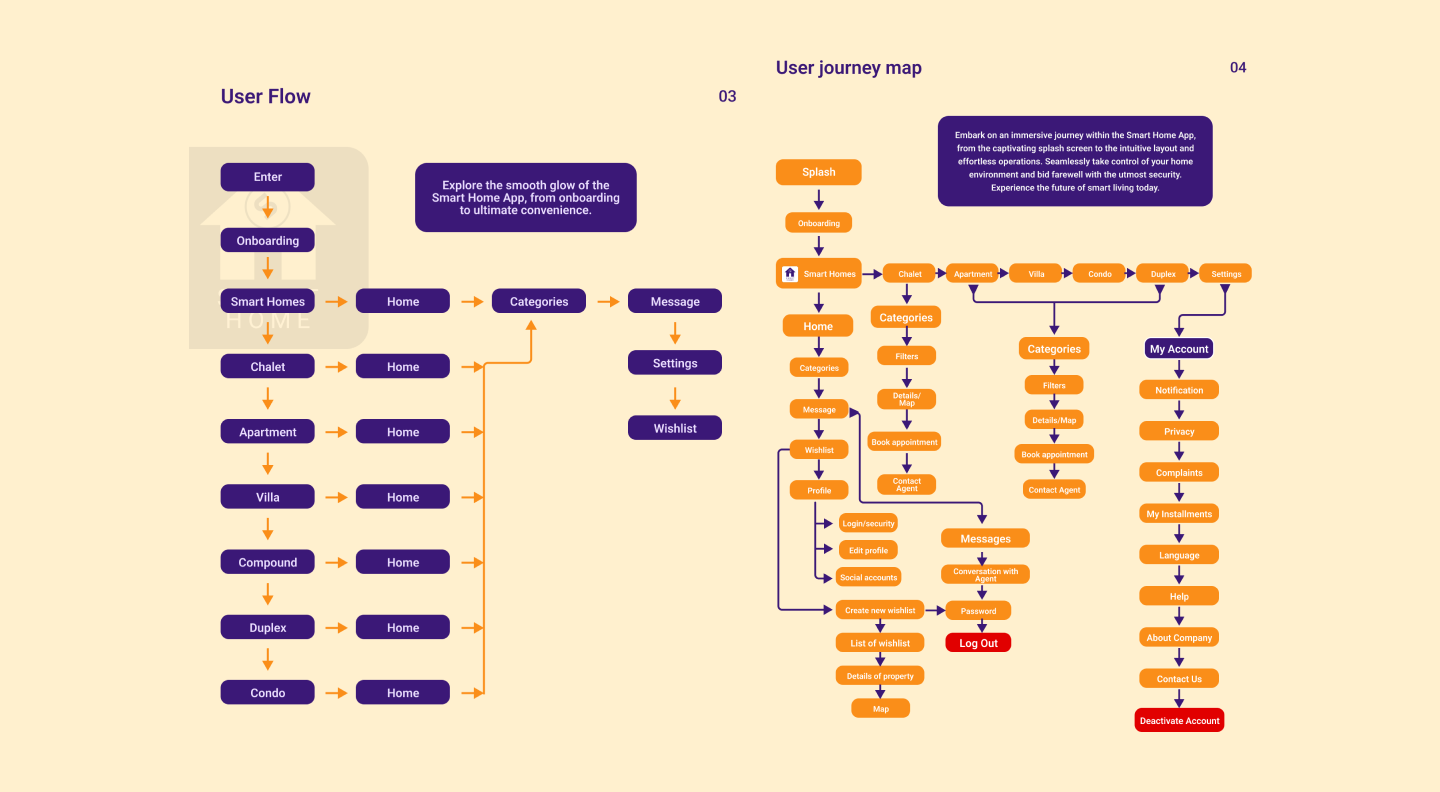 User Flow
03
Enter
Explore the smooth glow of the
Smart Home App, from onboarding
to ultimate convenience.
Onboarding
Smart Homes
Home
Categories
Message
HOME
Chalet
Home
Settings
Apartment
Home
Wishlist
Villa
Home
Compound
Home
Duplex
Home
Condo
Home
User journey map
04
Embark on an immersive journey within the Smart Home App,
from the captivating splash screen to the intuitive layout and
effortless operations. Seamlessly take control of your home
environment and bid farewell with the utmost security.
Experience the future of smart living today.
Splash
Onboarding
Smart Homes
Chalet
Apartment
Villa
Condo
Duplex
Settings
Home
Categories
Message
Wishlist
Profile
Login/security
Edit profile
Social accounts
Create new wishlist
List of wishlist
Details of property
Map
Categories
Filters
Details/
Map
Book appointment
Contact
Agent
Messages
Conversation with
Agent
Password
Log Out
Categories
Filters
Details/Map
Book appointment
Contact Agent
My Account
Notification
Privacy
Complaints
My Installments
Language
Help
About Company
Contact Us
Deactivate Account